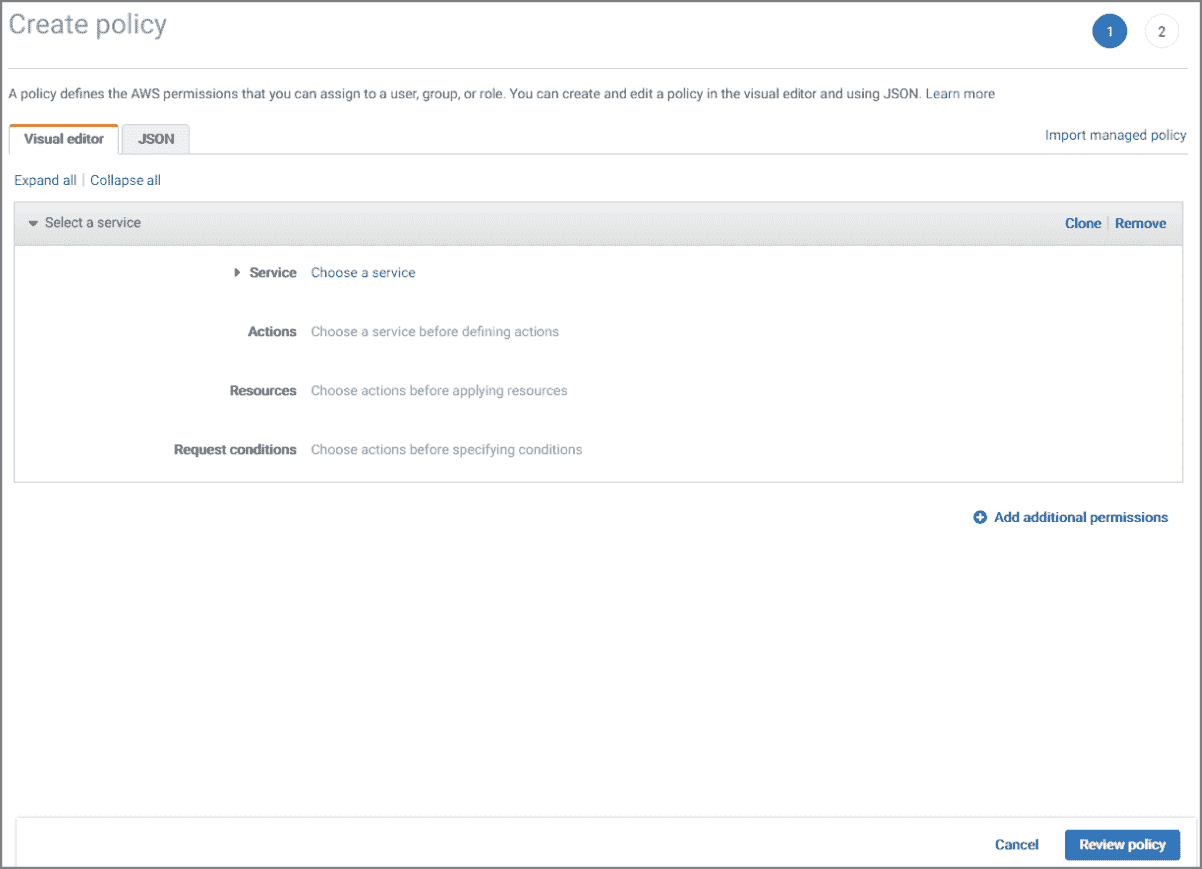 Create policy
1 2
A policy defines the AWS permissions that you can assign to a user, group, or role. You can create and edit a policy in the visual editor and using JSON. Learn more
Visual editor JSON Import managed policy
Expand all | Collapse all
Select a service Clone | Remove
Service Choose a service
Actions Choose a service before defining actions
Resources Choose actions before applying resources
Request conditions Choose actions before specifying conditions
Add additional permissions
Cancel Review policy